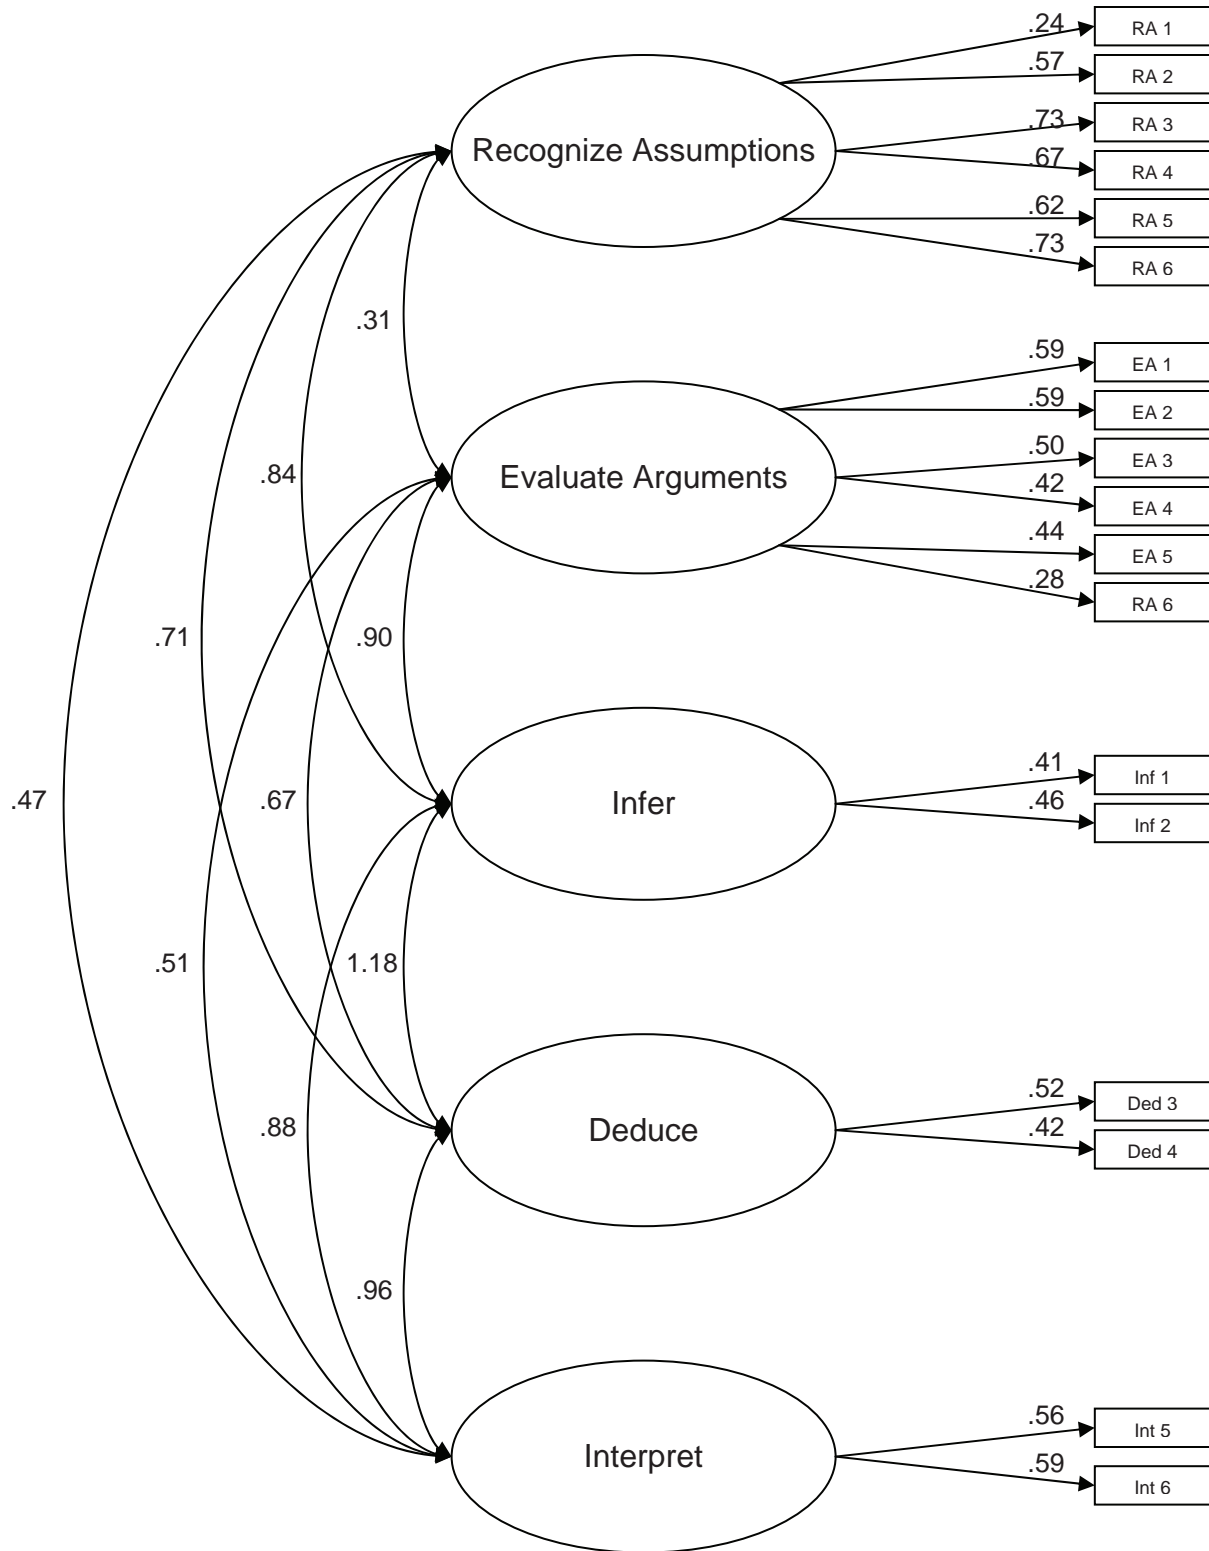 .24
RA 1
.57
RA 2
Recognize Assumptions
.73
RA 3
.67
RA 4
.62
RA 5
.73
RA 6
.31
.59
EA 1
.59
EA 2
.84
Evaluate Arguments
.50
EA 3
.42
EA 4
.44
EA 5
.28
RA 6
.71
.90
.47
.67
Infer
.41
Inf 1
.46
Inf 2
.51
1.18
.88
Deduce
.52
Ded 3
.42
Ded 4
.96
Interpret
.56
Int 5
.59
Int 6